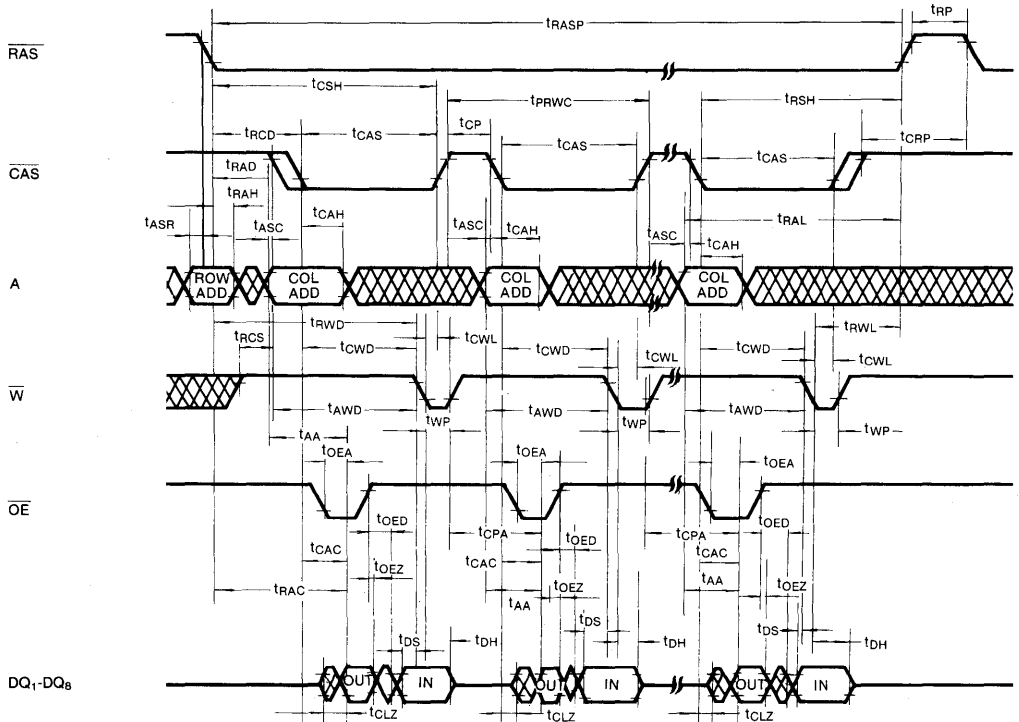 tRP
tRASP
RAS
tCSH
tPRWC
tRSH
tRCD
tCAS
tCP
tCAS
tCAS
tCRP
CAS
tRAD
tRAH
tASR
tASC
tCAH
tASC
tCAH
tASC
tRAL
tCAH
A
ROW ADD
COL ADD
COL ADD
COL ADD
tRWD
tRWL
tRCS
tCWD
tCWL
tCWD
tCWL
tCWD
tCWL
W
tAWD
tWP
tAWD
tWP
tAWD
tWP
tAA
tOEA
tOEA
tOEA
OE
tOED
tCPA
tOED
tCPA
tOED
tCAC
tCAC
tCAC
tOEZ
tOEZ
tOEZ
tRAC
tAA
tAA
tDS
tDH
tDS
tDH
tDS
tDH
DQ1-DQ8
OUT
IN
OUT
IN
OUT
IN
tCLZ
tCLZ
tCLZ